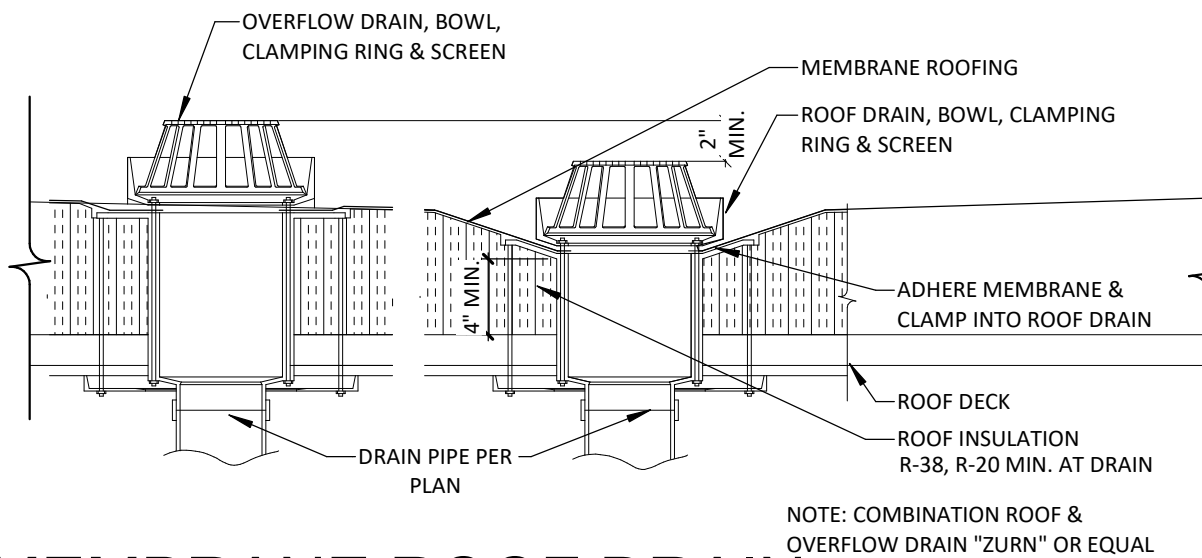 OVERFLOW DRAIN, BOWL,
CLAMPING RING & SCREEN
MEMBRANE ROOFING
2"
MIN.
ROOF DRAIN, BOWL, CLAMPING
RING & SCREEN
4" MIN.
ADHERE MEMBRANE &
CLAMP INTO ROOF DRAIN
ROOF DECK
ROOF INSULATION
R-38, R-20 MIN. AT DRAIN
DRAIN PIPE PER
PLAN
NOTE: COMBINATION ROOF &
OVERFLOW DRAIN "ZURN" OR EQUAL